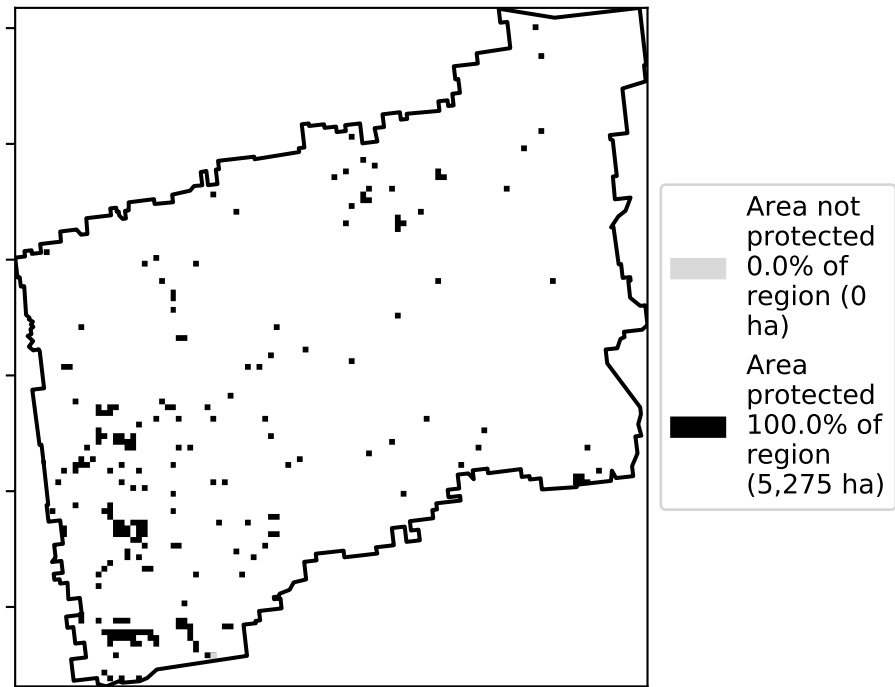 Area not
protected
0.0% of
region (0
ha)
Area
protected
100.0% of
region
(5,275 ha)